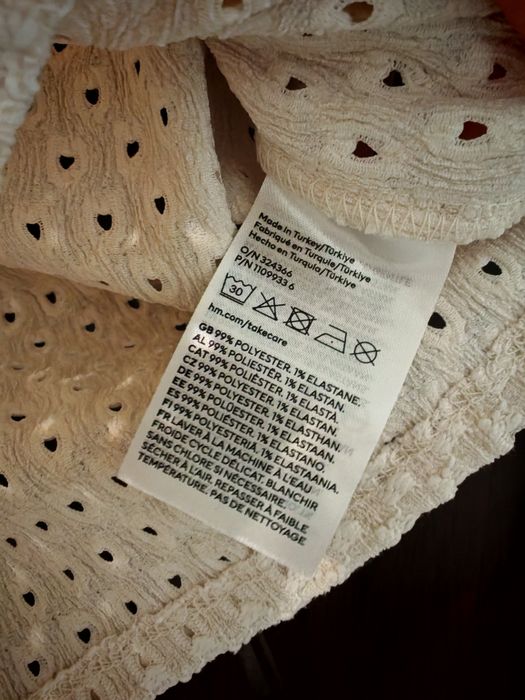 Made in Turkey/Türkiye
Fabriqué en Turquie/Türkiye
Hecho en Turquía/Türkiye
O/N 324366
P/N 1109933 6
30
hm.com/takecare
GB 99% POLYESTER. 1% ELASTANE.
AL 99% POLIESTËR. 1% ELASTAN.
CAT 99% POLIÈSTER. 1% ELASTÀ.
CZ 99% POLYESTER. 1% ELASTAN.
DE 99% POLYESTER. 1% ELASTHAN.
EE 99% POLÜESTER. 1% ELASTAAN.
ES 99% POLIÉSTER. 1% ELASTANO
FI 99% POLYESTERIÄ. 1% ELASTAANIA.
FR LAVER À LA MACHINE À L'EAU
FROIDE CYCLE DÉLICAT. BLANCHIR
SANS CHLORE SI NÉCESSAIRE.
SÉCHER À L'AIR. REPASSER À FAIBLE
TEMPÉRATURE. PAS DE NETTOYAGE